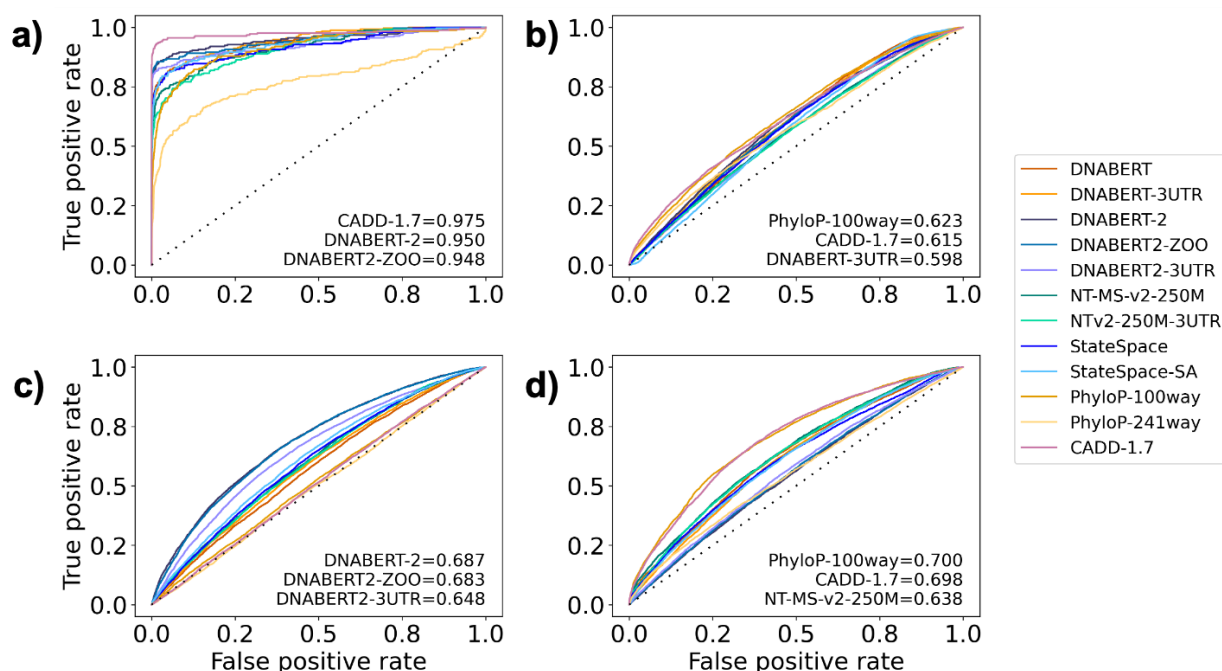 a)
True positive rate
1.0
0.8
0.5
0.2
0.0
0.0 0.2 0.5 0.8 1.0
CADD-1.7=0.975
DNABERT-2=0.950
DNABERT2-ZOO=0.948
b)
1.0
0.8
0.5
0.2
0.0
0.0 0.2 0.5 0.8 1.0
PhyloP-100way=0.623
CADD-1.7=0.615
DNABERT-3UTR=0.598
c)
True positive rate
1.0
0.8
0.5
0.2
0.0
0.0 0.2 0.5 0.8 1.0
False positive rate
DNABERT-2=0.687
DNABERT2-ZOO=0.683
DNABERT2-3UTR=0.648
d)
1.0
0.8
0.5
0.2
0.0
0.0 0.2 0.5 0.8 1.0
False positive rate
PhyloP-100way=0.700
CADD-1.7=0.698
NT-MS-v2-250M=0.638
DNABERT
DNABERT-3UTR
DNABERT-2
DNABERT2-ZOO
DNABERT2-3UTR
NT-MS-v2-250M
NTv2-250M-3UTR
StateSpace
StateSpace-SA
PhyloP-100way
PhyloP-241way
CADD-1.7